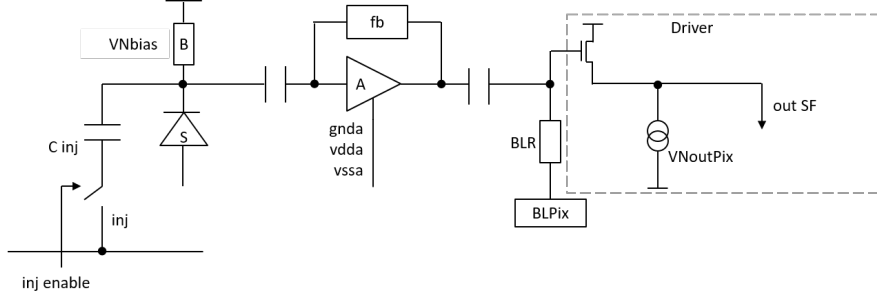 fb
Driver
VNbias
B
A
out SF
gnda
vdda
vssa
S
C inj
BLR
VNoutPix
BLPix
inj
inj enable